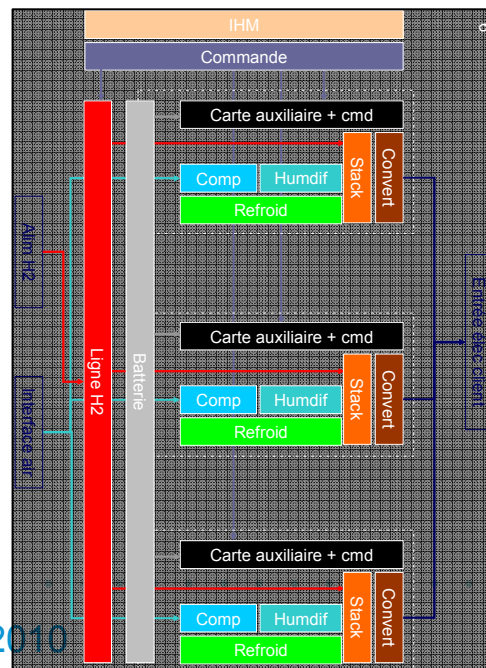 IHM
Commande
Carte auxiliaire + cmd
Comp
Humdif
Refroid
Stack
Convert
Alim H2
Interface air
Ligne H2
Batterie
Entrée élec client
Carte auxiliaire + cmd
Comp
Humdif
Refroid
Stack
Convert
Carte auxiliaire + cmd
Comp
Humdif
Stack
Convert
2010